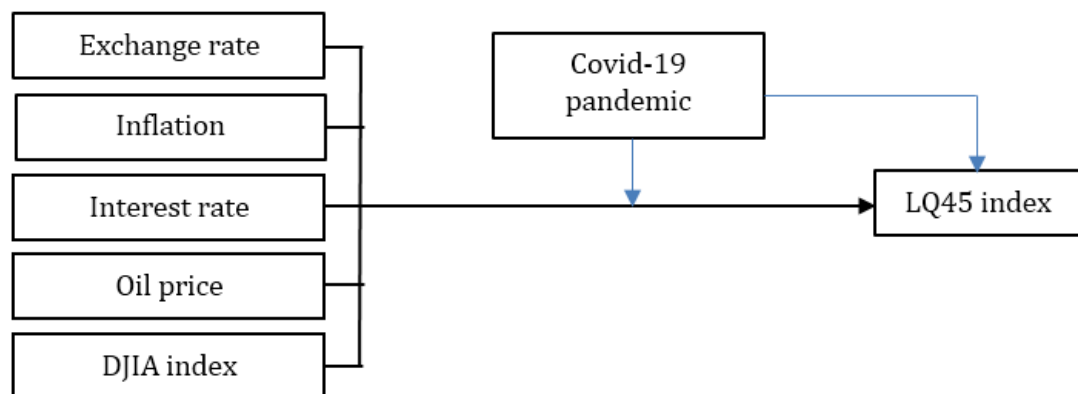 Exchange rate
Inflation
Interest rate
Oil price
DJIA index
Covid-19
pandemic
LQ45 index